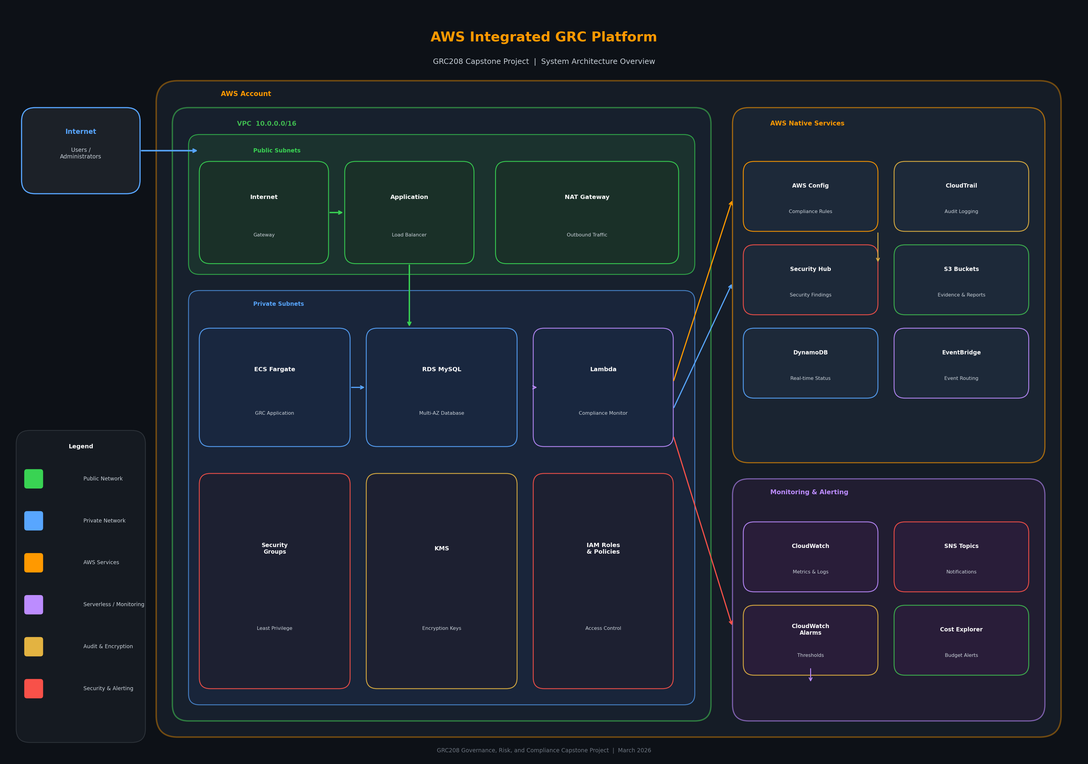 AWS Integrated GRC Platform
GRC208 Capstone Project | System Architecture Overview
AWS Account
Internet
Users /
Administrators
VPC 10.0.0.0/16
Public Subnets
Internet
Gateway
Application
Load Balancer
NAT Gateway
Outbound Traffic
Private Subnets
ECS Fargate
GRC Application
RDS MySQL
Multi-AZ Database
Lambda
Compliance Monitor
Security
Groups
Least Privilege
KMS
Encryption Keys
IAM Roles
& Policies
Access Control
AWS Native Services
AWS Config
Compliance Rules
CloudTrail
Audit Logging
Security Hub
Security Findings
S3 Buckets
Evidence & Reports
DynamoDB
Real-time Status
EventBridge
Event Routing
Monitoring & Alerting
CloudWatch
Metrics & Logs
SNS Topics
Notifications
CloudWatch
Alarms
Thresholds
Cost Explorer
Budget Alerts
Legend
Public Network
Private Network
AWS Services
Serverless / Monitoring
Audit & Encryption
Security & Alerting
GRC208 Governance, Risk, and Compliance Capstone Project | March 2026